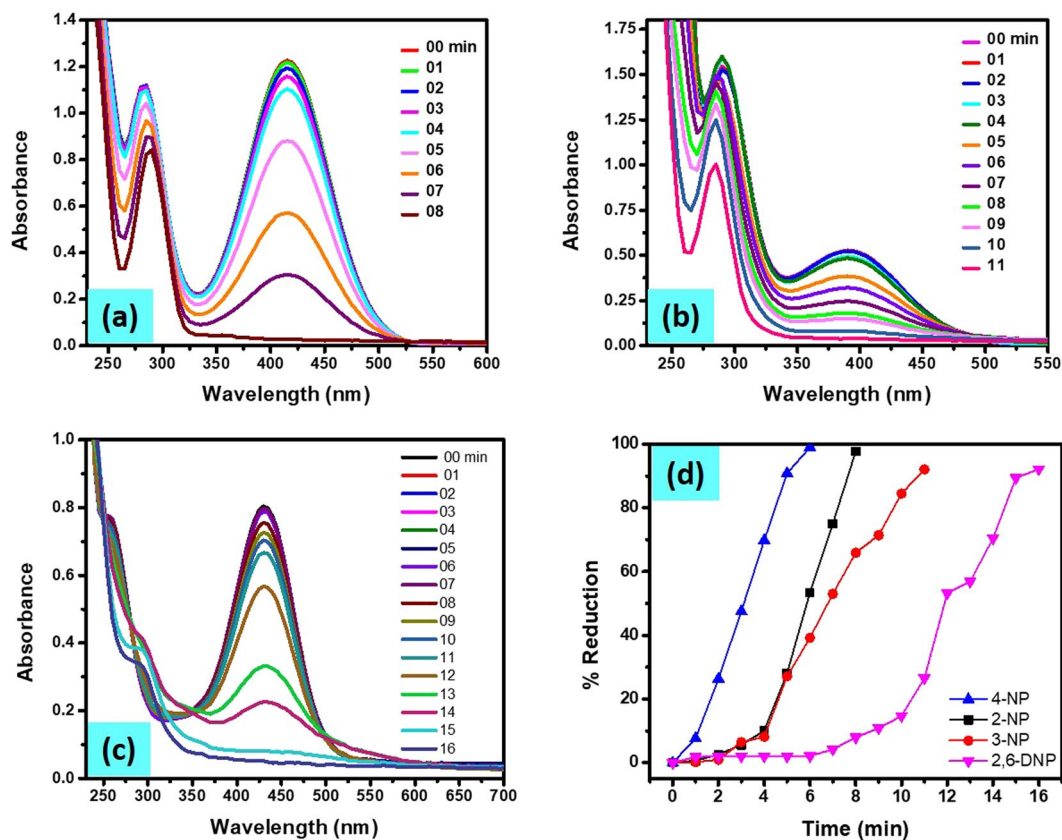 1.4
1.2
1.0
0.8
0.6
0.4
0.2
0.0
Absorbance
00 min
01
02
03
04
05
06
07
08
(a)
250 300 350 400 450 500 550 600
Wavelength (nm)
1.75
1.50
1.25
1.00
0.75
0.50
0.25
0.00
Absorbance
00 min
01
02
03
04
05
06
07
08
09
10
11
(b)
250 300 350 400 450 500 550
Wavelength (nm)
1.0
0.8
0.6
0.4
0.2
0.0
Absorbance
00 min
01
02
03
04
05
06
07
08
09
10
11
12
13
14
15
16
(c)
250 300 350 400 450 500 550 600 650 700
Wavelength (nm)
100
80
60
40
20
0
% Reduction
(d)
4-NP
2-NP
3-NP
2,6-DNP
0 2 4 6 8 10 12 14 16
Time (min)